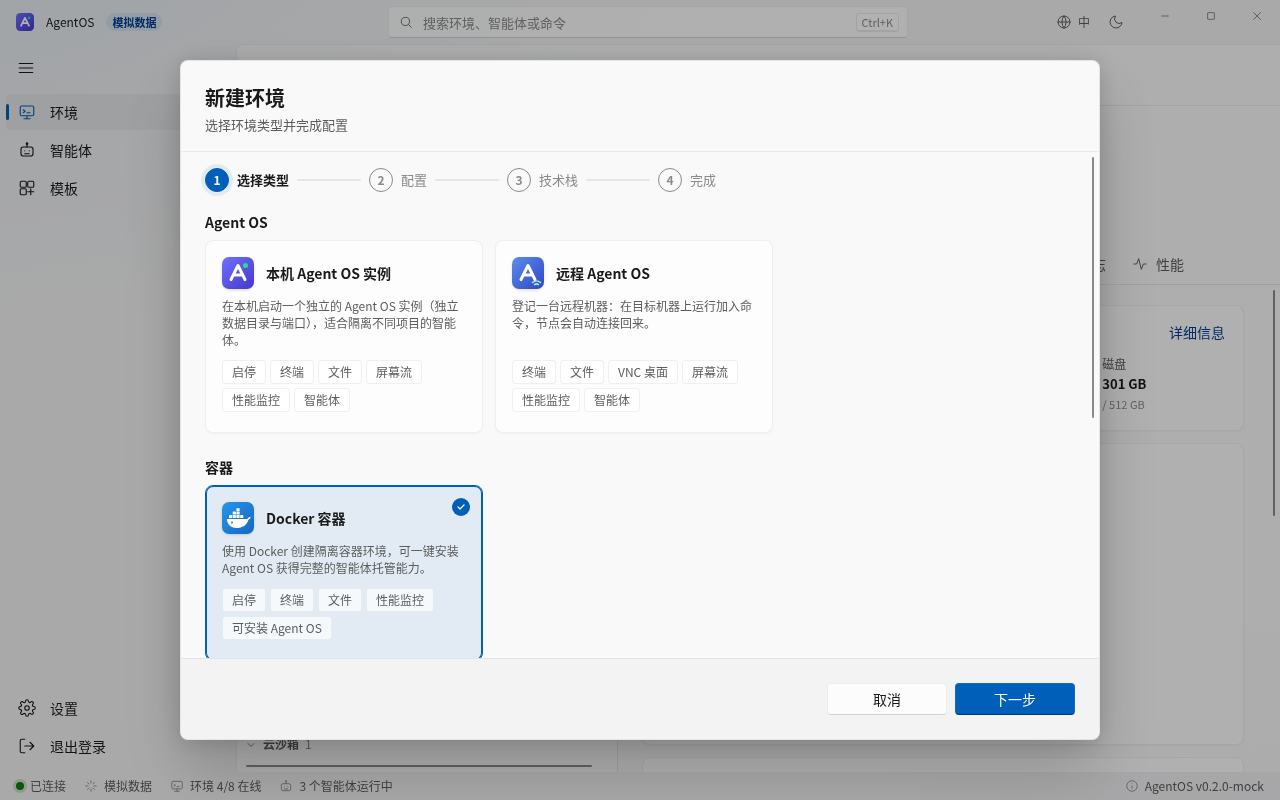 AgentOS 模拟数据
搜索环境、智能体或命令 Ctrl+K
中
环境
智能体
模板
设置
退出登录
新建环境
选择环境类型并完成配置
1 选择类型 2 配置 3 技术栈 4 完成
Agent OS
本机 Agent OS 实例
在本机启动一个独立的 Agent OS 实例（独立
数据目录与端口），适合隔离不同项目的智能
体。
启停 终端 文件 屏幕流
性能监控 智能体
远程 Agent OS
登记一台远程机器：在目标机器上运行加入命
令，节点会自动连接回来。
终端 文件 VNC 桌面 屏幕流
性能监控 智能体
容器
Docker 容器
使用 Docker 创建隔离容器环境，可一键安装
Agent OS 获得完整的智能体托管能力。
启停 终端 文件 性能监控
可安装 Agent OS
取消 下一步
性能
详细信息
磁盘
301 GB
/ 512 GB
云沙箱 1
已连接 模拟数据 环境 4/8 在线 3 个智能体运行中
AgentOS v0.2.0-mock